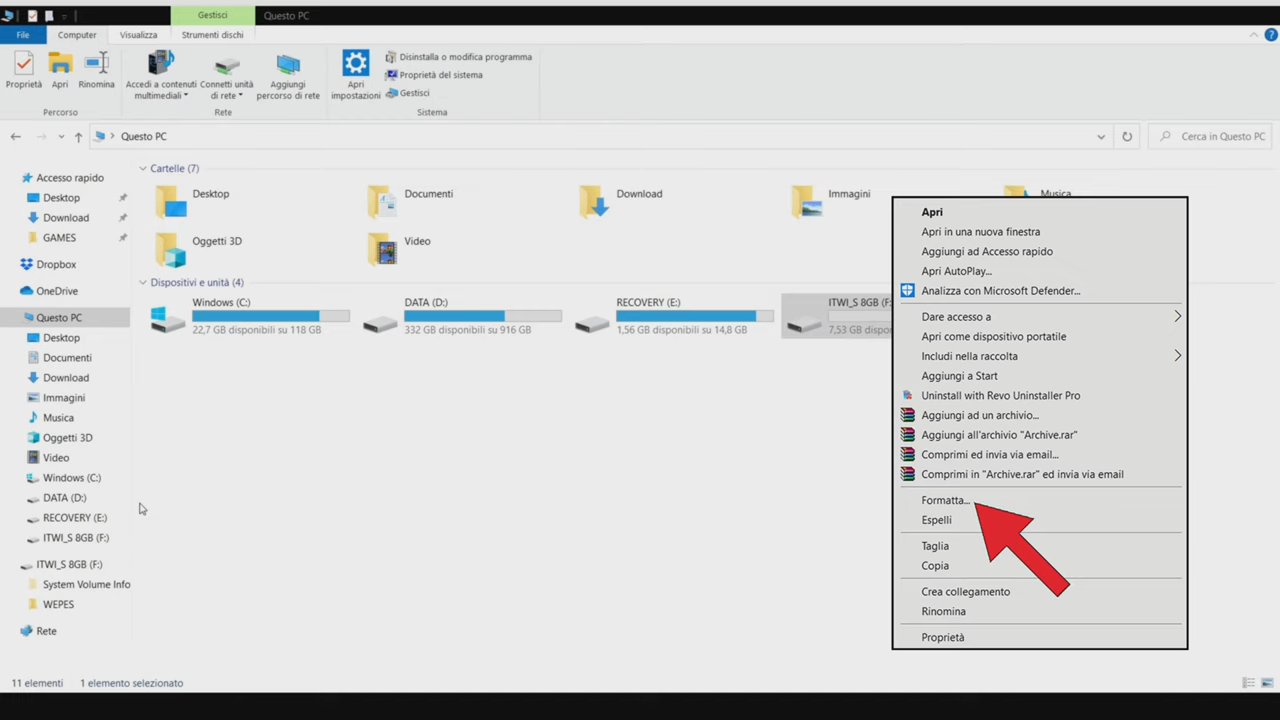 Gestisci
Questo PC
File
Computer
Visualizza
Strumenti dischi
Proprietà
Apri
Rinomina
Accedi a contenuti
multimediali
Connetti unità
di rete
Aggiungi
percorso di rete
Apri
impostazioni
Disinstalla o modifica programma
Proprietà del sistema
Gestisci
Percorso
Rete
Sistema
Questo PC
Cerca in Questo PC
Accesso rapido
Desktop
Download
GAMES
Dropbox
OneDrive
Questo PC
Desktop
Documenti
Download
Immagini
Musica
Oggetti 3D
Video
Windows (C:)
DATA (D:)
RECOVERY (E:)
ITWI_S 8GB (F:)
ITWI_S 8GB (F:)
System Volume Info
WEPES
Rete
Cartelle (7)
Desktop
Documenti
Download
Immagini
Musica
Oggetti 3D
Video
Dispositivi e unità (4)
Windows (C:)
22,7 GB disponibili su 118 GB
DATA (D:)
332 GB disponibili su 916 GB
RECOVERY (E:)
1,56 GB disponibili su 14,8 GB
ITWI_S 8GB (F:
7,53 GB dispo
Apri
Apri in una nuova finestra
Aggiungi ad Accesso rapido
Apri AutoPlay...
Analizza con Microsoft Defender...
Dare accesso a
Apri come dispositivo portatile
Includi nella raccolta
Aggiungi a Start
Uninstall with Revo Uninstaller Pro
Aggiungi ad un archivio...
Aggiungi all'archivio "Archive.rar"
Comprimi ed invia via email...
Comprimi in "Archive.rar" ed invia via email
Formatta...
Espelli
Taglia
Copia
Crea collegamento
Rinomina
Proprietà
11 elementi
1 elemento selezionato